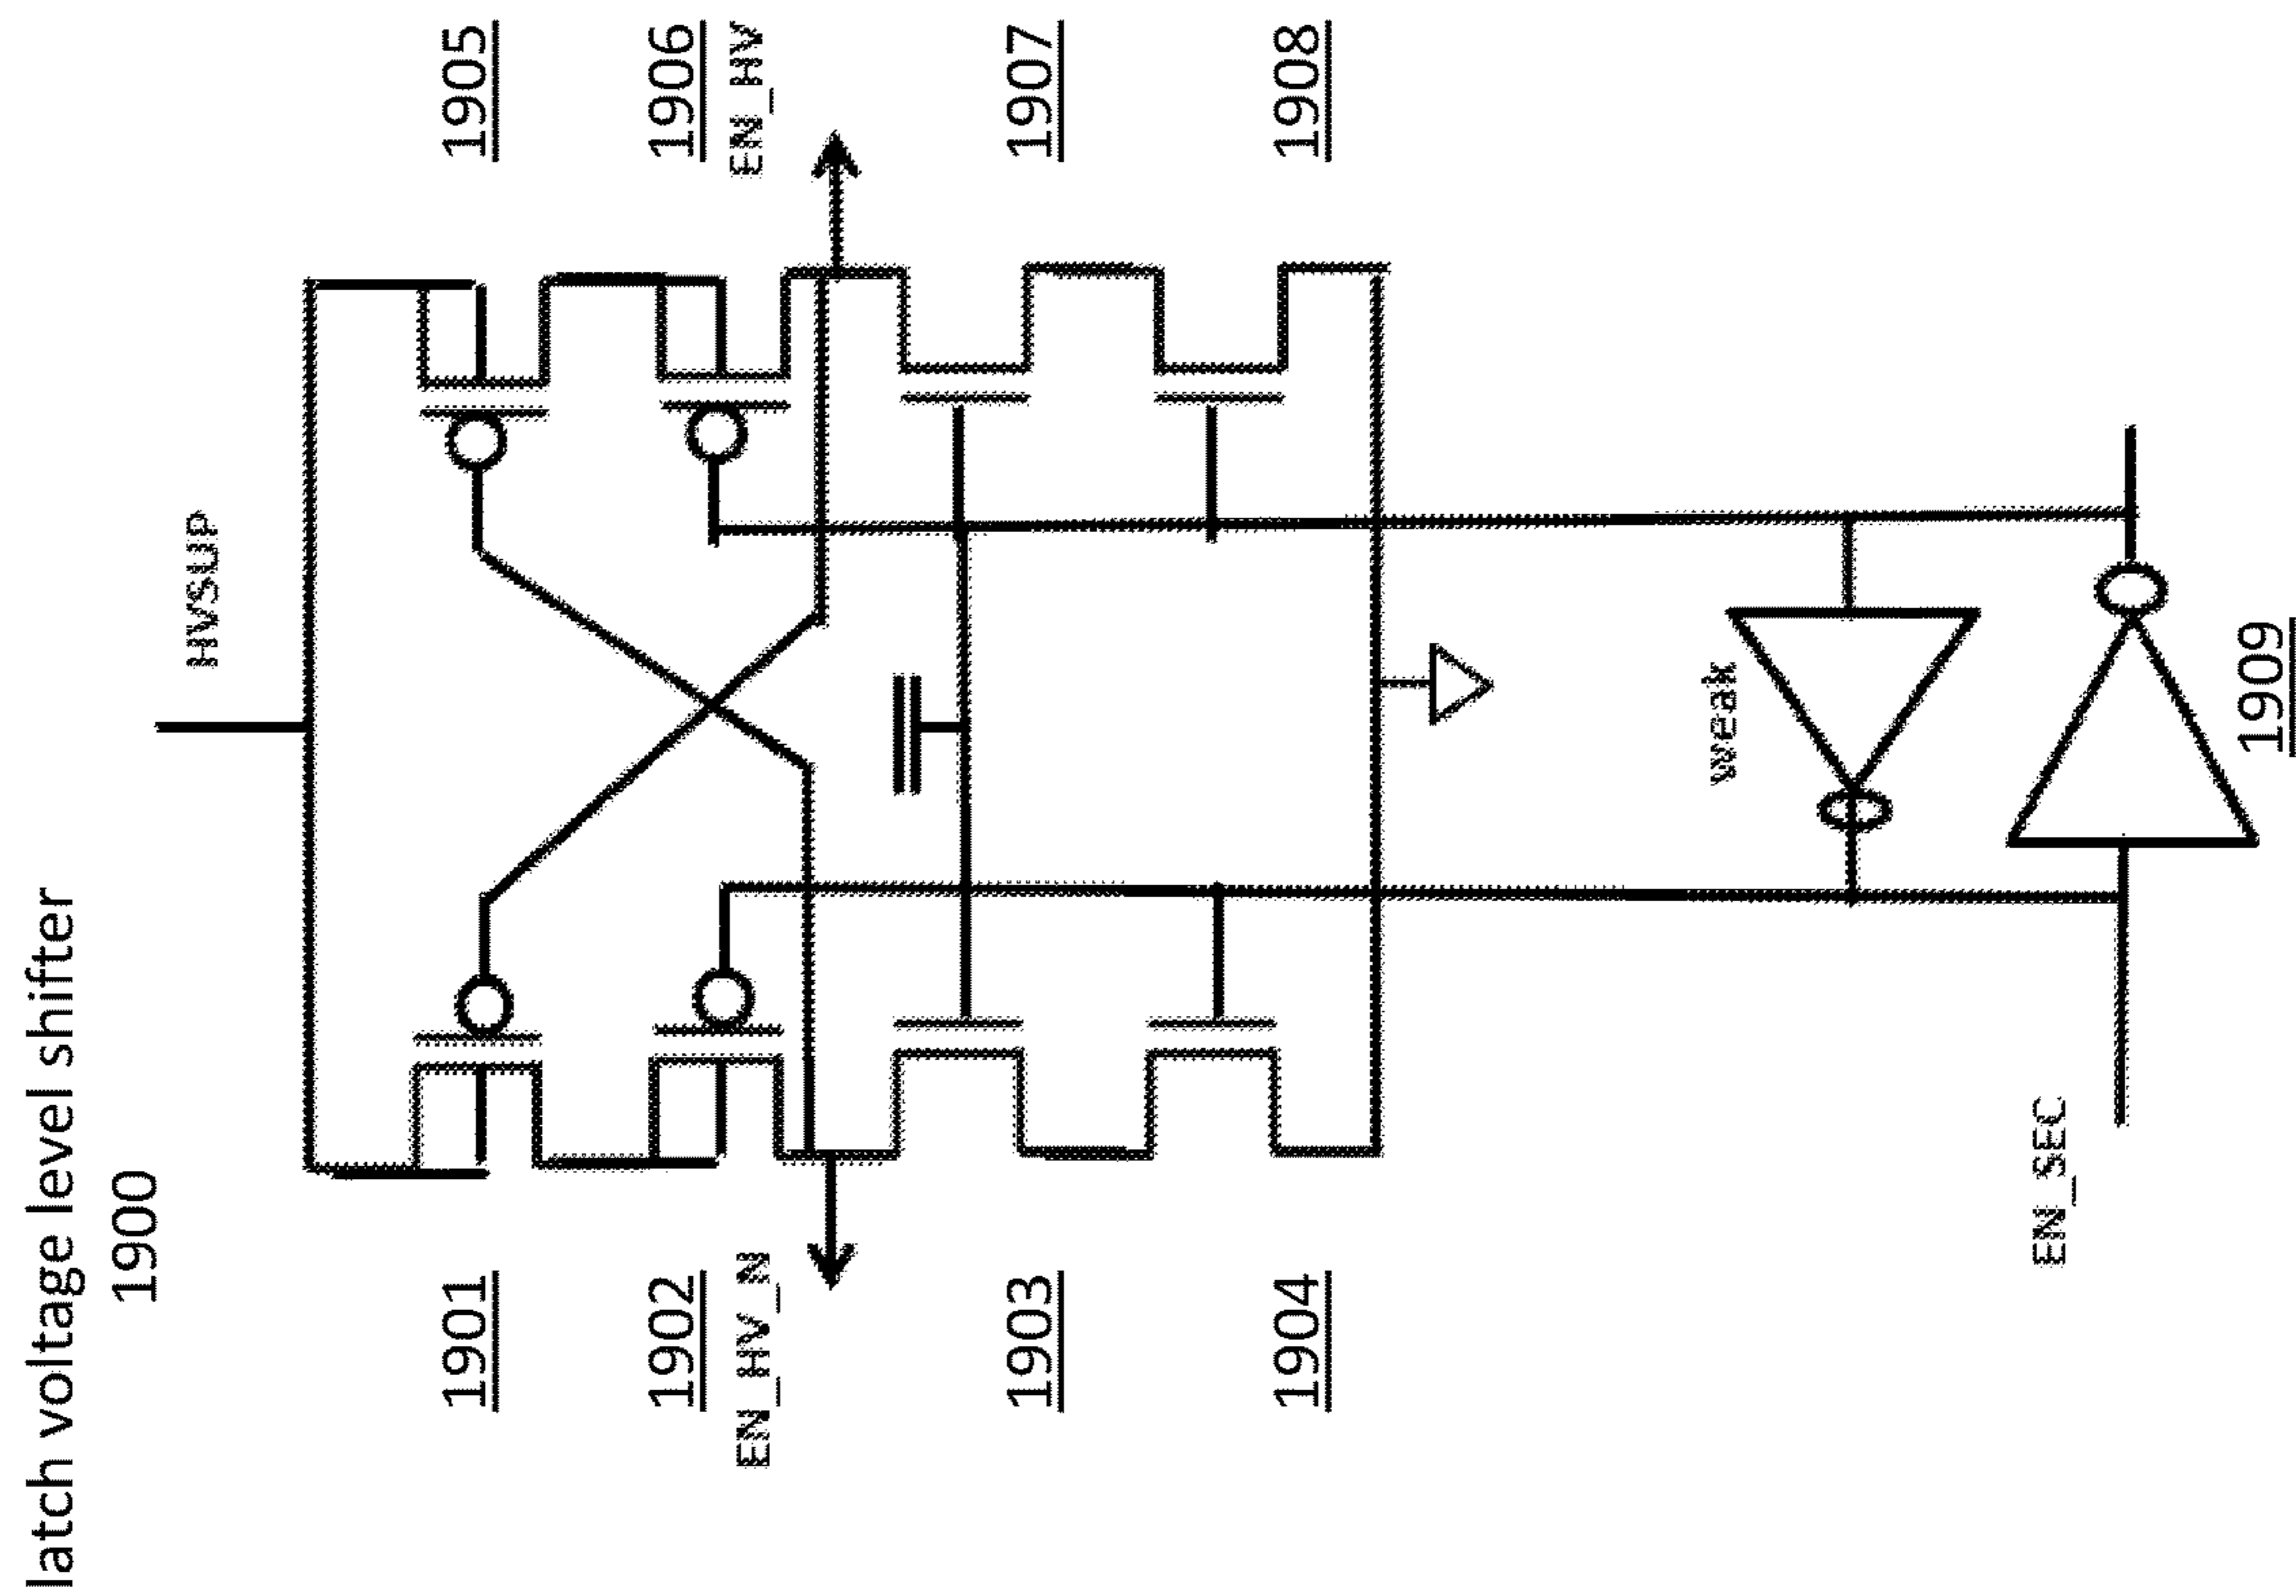 latch voltage level shifter
1900
HVSUP
1901
1905
1902
1906
EN_HV_N
EN_HV
1903
1907
1904
1908
weak
EN_SEC
1909